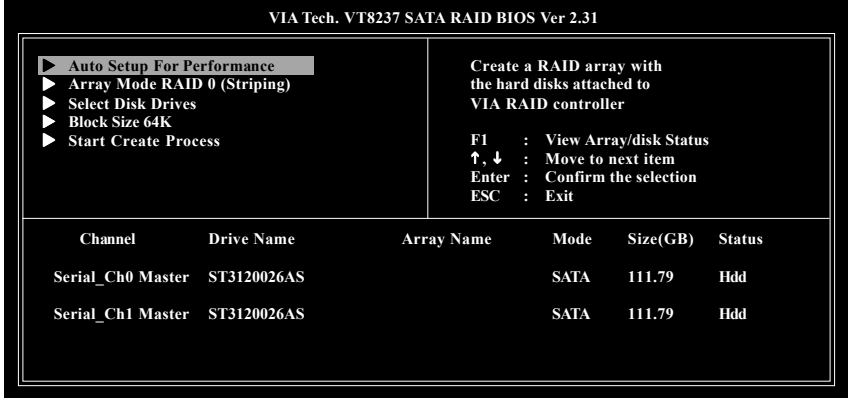 VIA Tech. VT8237 SATA RAID BIOS Ver 2.31
Auto Setup For Performance
Array Mode RAID 0 (Striping)
Select Disk Drives
Block Size 64K
Start Create Process
Create a RAID array with
the hard disks attached to
VIA RAID controller
F1 : View Array/disk Status
↑, ↓ : Move to next item
Enter : Confirm the selection
ESC : Exit
Channel Drive Name Array Name Mode Size(GB) Status
Serial_Ch0 Master ST3120026AS SATA 111.79 Hdd
Serial_Ch1 Master ST3120026AS SATA 111.79 Hdd